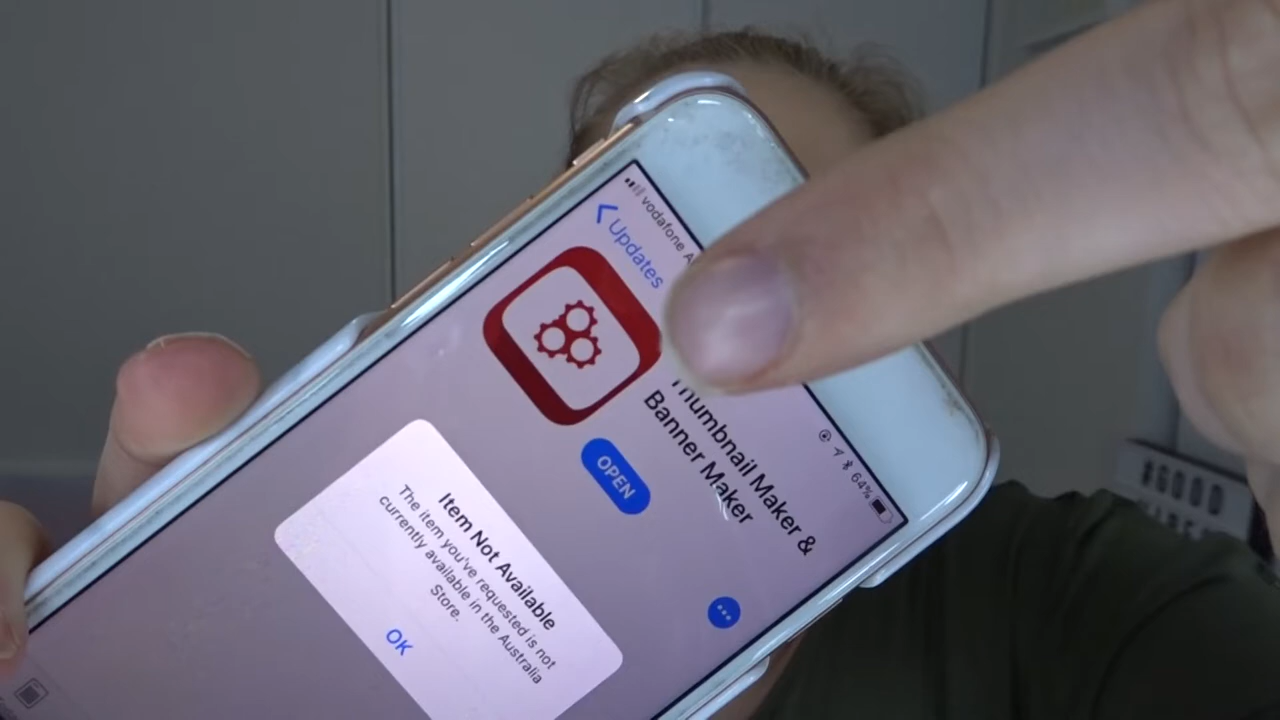 vodafone A
64%
Updates
Thumbnail Maker &
Banner Maker
OPEN
Item Not Available
The item you've requested is not
currently available in the Australia
Store.
OK
#GOOD